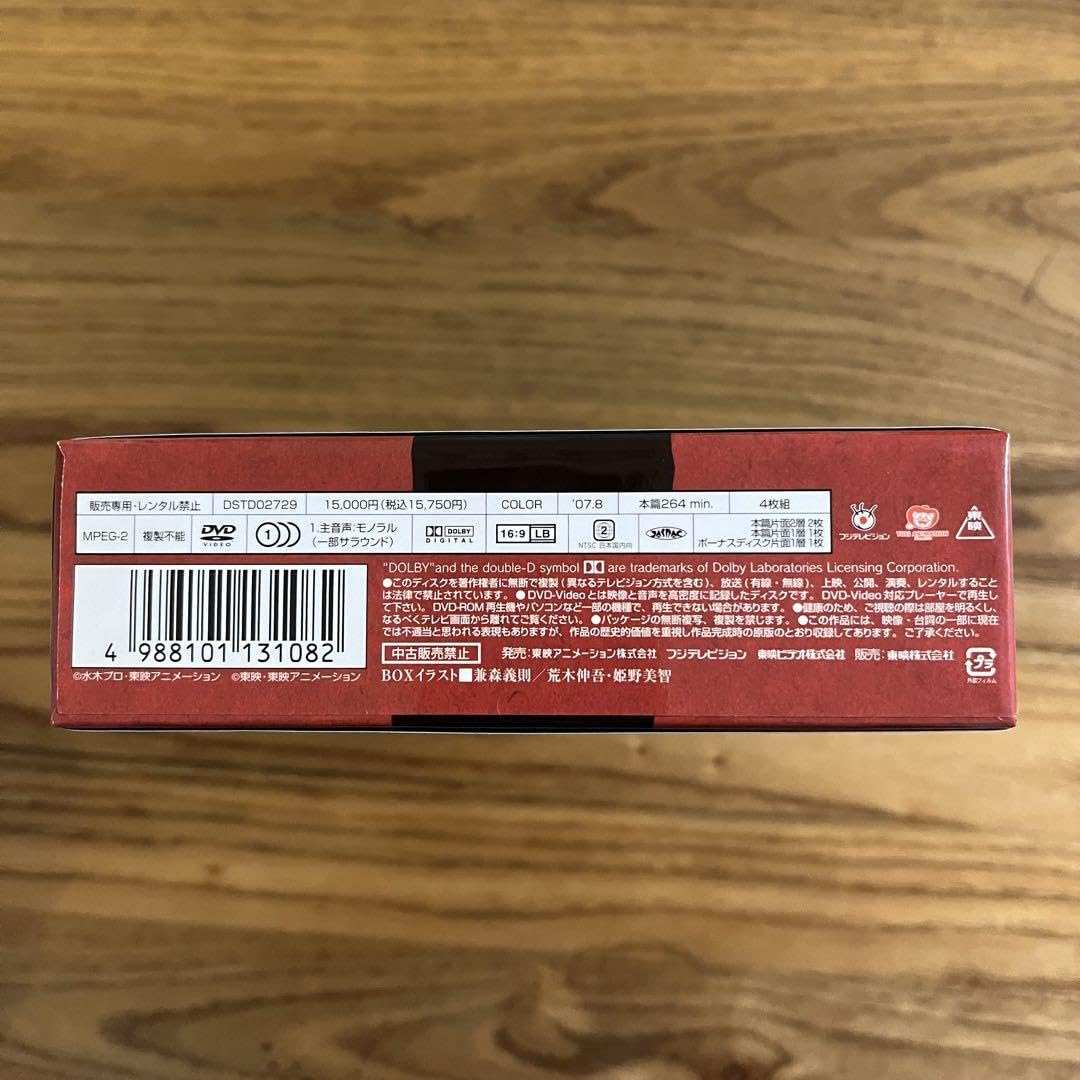 販売専用・レンタル禁止 DSTD02729 15,000円(税込15,750円) COLOR '07.8 本篇264 min. 4枚組
MPEG-2 複製不能 DVD VIDEO 1 1.主音声:モノラル (一部サラウンド) DOLBY DIGITAL 16:9 LB 2 NTSC 日本国内向 JASRAC 本篇片面2層 2枚
本篇片面1層 1枚
ボーナスディスク片面1層 1枚
フジテレビジョン TOEI ANIMATION 東映
"DOLBY"and the double-D symbol are trademarks of Dolby Laboratories Licensing Corporation.
●このディスクを著作権者に無断で複製(異なるテレビジョン方式を含む)、放送(有線・無線)、上映、公開、演奏、レンタルすること
は法律で禁止されています。●DVD-Videoとは映像と音声を高密度に記録したディスクです。DVD-Video対応プレーヤーで再生し
て下さい。DVD-ROM再生機やパソコンなど一部の機種で、再生できない場合があります。●健康のため、ご視聴の際は部屋を明るくし、
なるべくテレビ画面から離れてご覧ください。●パッケージの無断複写、複製を禁じます。●この作品には、映像・台詞の一部に現在
では不適当と思われる表現もありますが、作品の歴史的価値を重視し作品完成時の原版のとおり収録してあります。ご了承ください。
4 988101 131082
中古販売禁止 発売:東映アニメーション株式会社 フジテレビジョン 東映ビデオ株式会社 販売:東映株式会社
©水木プロ・東映アニメーション ©東映・東映アニメーション
BOXイラスト■兼森義則/荒木伸吾・姫野美智
プラ
外装フィルム